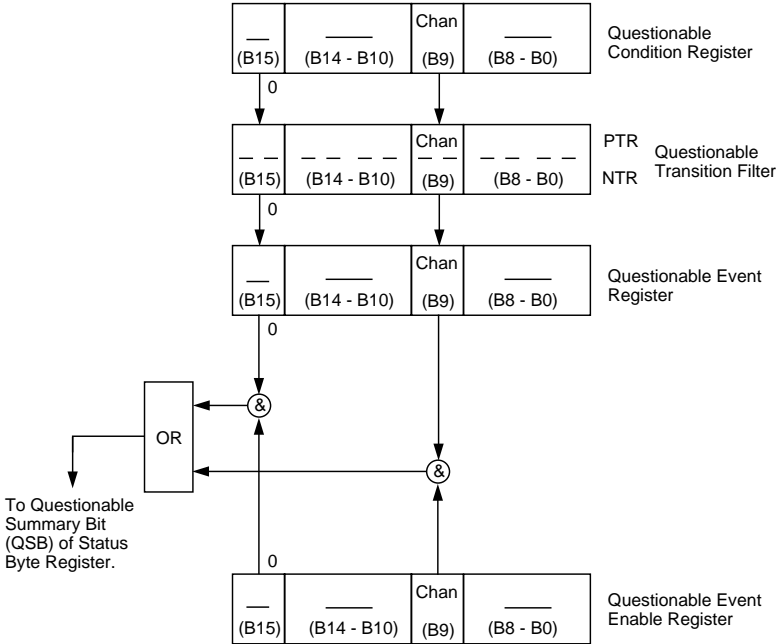 Chan
(B15) (B14 - B10) (B9) (B8 - B0)
Questionable
Condition Register
0
Chan
(B15) (B14 - B10) (B9) (B8 - B0)
PTR
NTR
Questionable
Transition Filter
0
Chan
(B15) (B14 - B10) (B9) (B8 - B0)
Questionable Event
Register
0
&
OR
&
To Questionable
Summary Bit
(QSB) of Status
Byte Register.
0
Chan
(B15) (B14 - B10) (B9) (B8 - B0)
Questionable Event
Enable Register